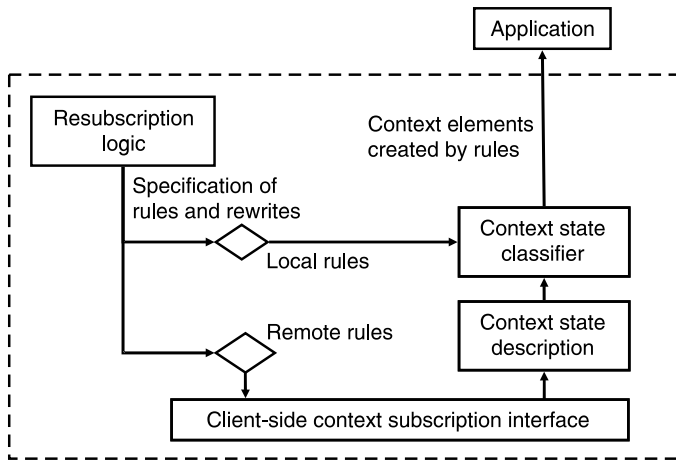 Application
Resubscription
logic
Context elements
created by rules
Specification of
rules and rewrites
Local rules
Context state
classifier
Remote rules
Context state
description
Client-side context subscription interface